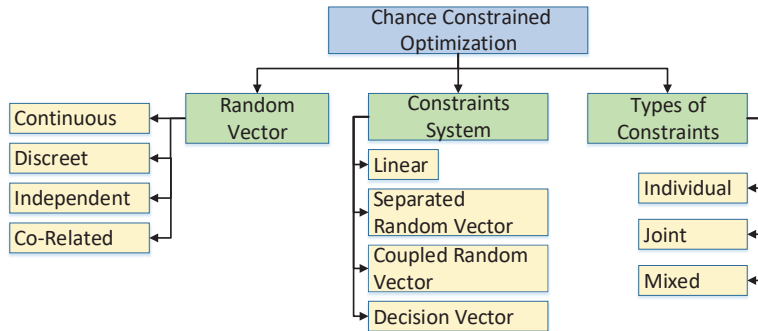 Chance Constrained
Optimization
Random
Vector
Continuous
Discreet
Independent
Co-Related
Constraints
System
Linear
Separated
Random Vector
Coupled Random
Vector
Decision Vector
Types of
Constraints
Individual
Joint
Mixed